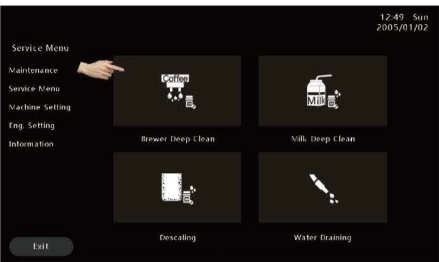 12:49 Sun
2005/01/02
Service Menu
Maintenance
Service Menu
Machine Setting
Eng. Setting
Information
Coffee
Milk
Brewer Deep Clean
Milk Deep Clean
Descaling
Water Draining
Exit